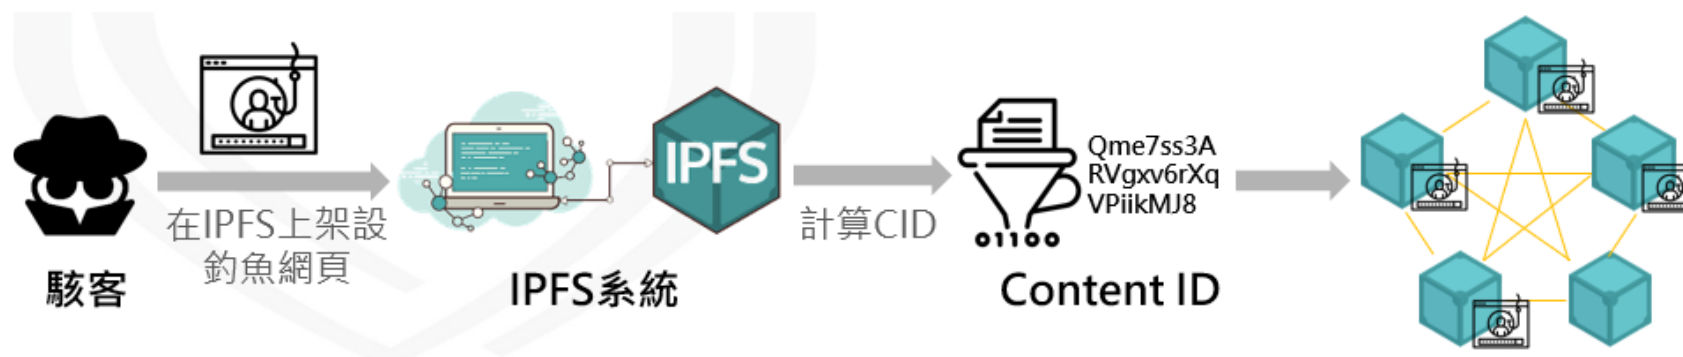 在IPFS上架設
釣魚網頁
駭客
IPFS
IPFS系統
計算CID
Qme7ss3A
RVgxv6rXq
VPiikMJ8
01100
Content ID